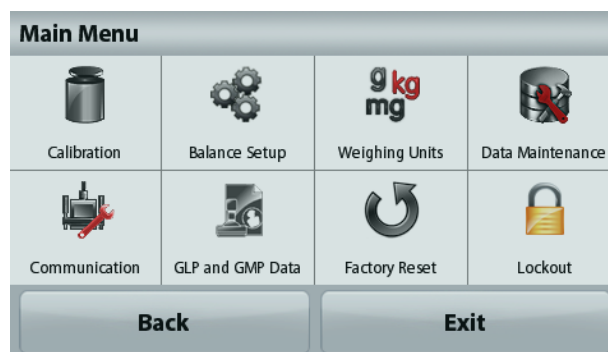 Main Menu
g kg
mg
Calibration
Balance Setup
Weighing Units
Data Maintenance
Communication
GLP and GMP Data
Factory Reset
Lockout
Back
Exit